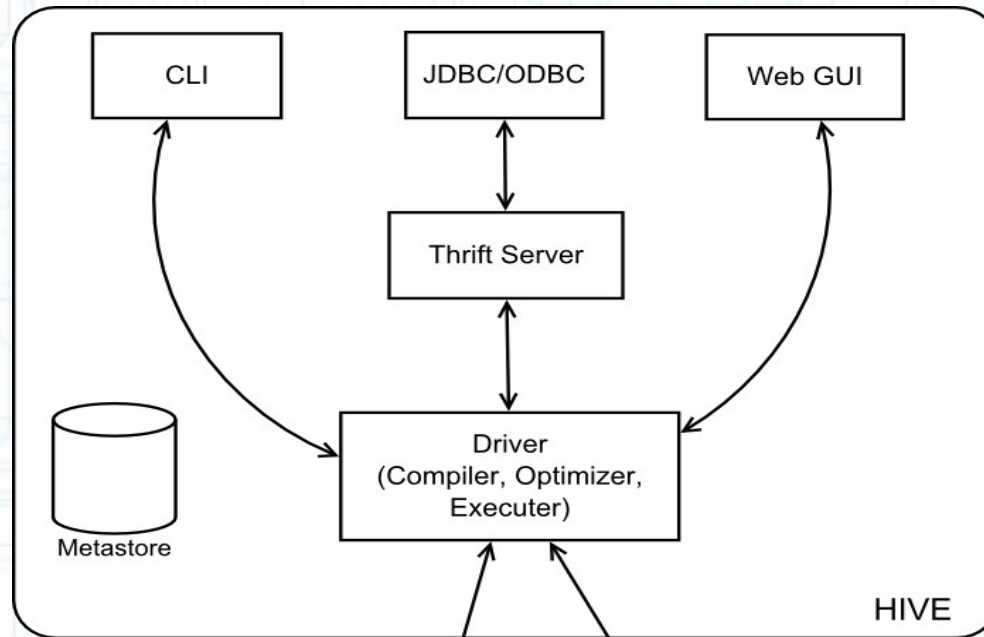 CLI
JDBC/ODBC
Web GUI
Thrift Server
Driver
(Compiler, Optimizer,
Executer)
Metastore
HIVE